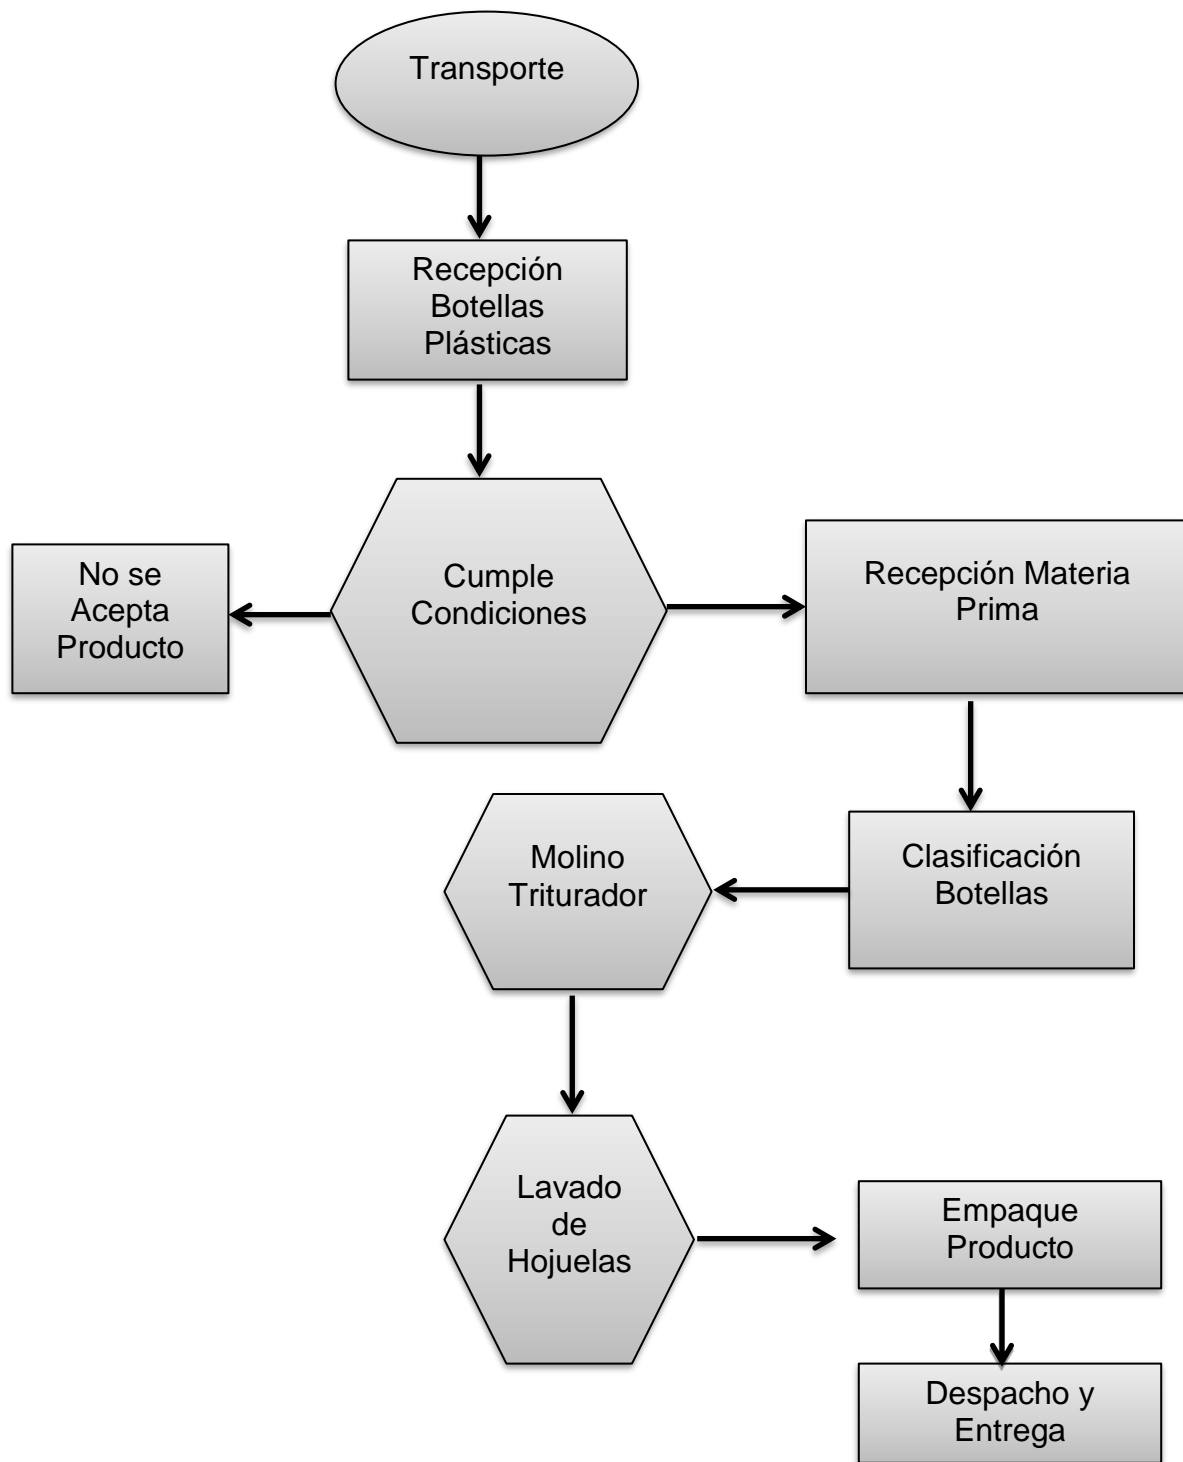 Transporte
Recepción
Botellas
Plásticas
No se
Acepta
Producto
Cumple
Condiciones
Recepción Materia
Prima
Molino
Triturador
Clasificación
Botellas
Lavado
de
Hojuelas
Empaque
Producto
Despacho y
Entrega